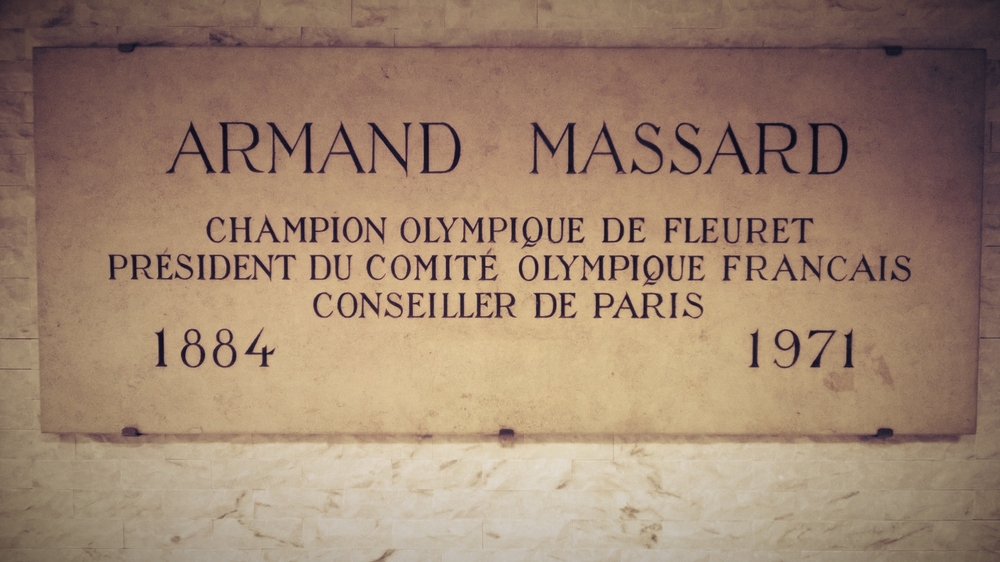 ARMAND MASSARD
CHAMPION OLYMPIQUE DE FLEURET
PRÉSIDENT DU COMITÉ OLYMPIQUE FRANCAIS
CONSEILLER DE PARIS
1884 1971